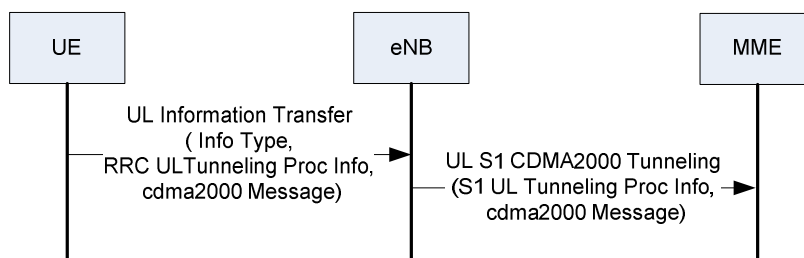 UE
eNB
MME
UL Information Transfer
( Info Type,
RRC ULTunneling Proc Info,
cdma2000 Message)
UL S1 CDMA2000 Tunneling
(S1 UL Tunneling Proc Info,
cdma2000 Message)